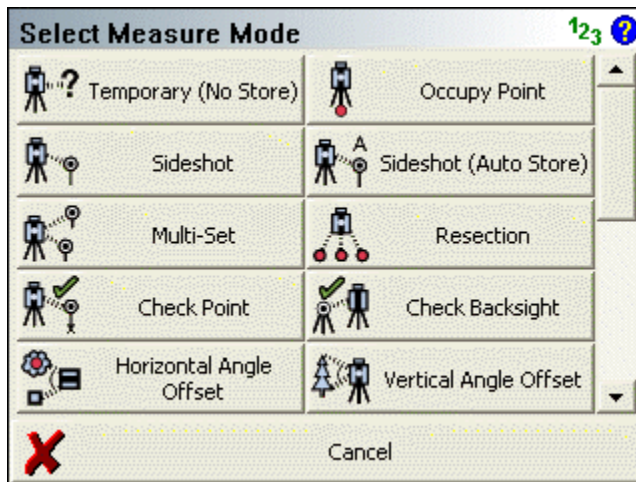 Select Measure Mode
123 ?
? Temporary (No Store)
Occupy Point
Sideshot
A
Sideshot (Auto Store)
Multi-Set
Resection
Check Point
Check Backsight
Horizontal Angle
Offset
Vertical Angle Offset
Cancel